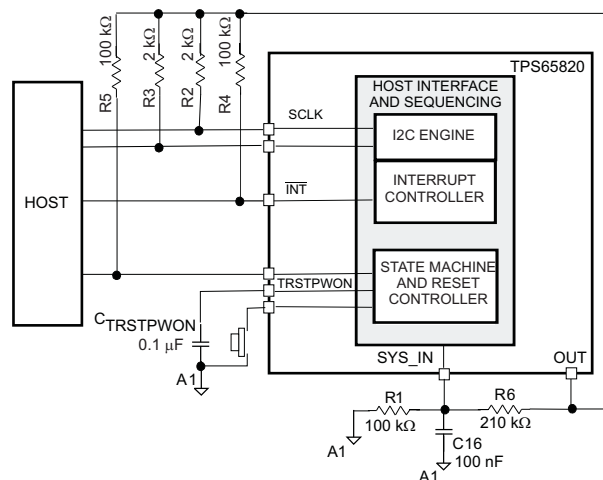 100 kΩ
2 kΩ
2 kΩ
100 kΩ
R5
R3
R2
R4
TPS65820
HOST INTERFACE
AND SEQUENCING
SCLK
I2C ENGINE
INT
INTERRUPT
CONTROLLER
HOST
TRSTPWON
STATE MACHINE
AND RESET
CONTROLLER
CTRSTPWON
0.1 μF
A1
SYS_IN
OUT
R1
100 kΩ
R6
210 kΩ
A1
C16
100 nF
A1